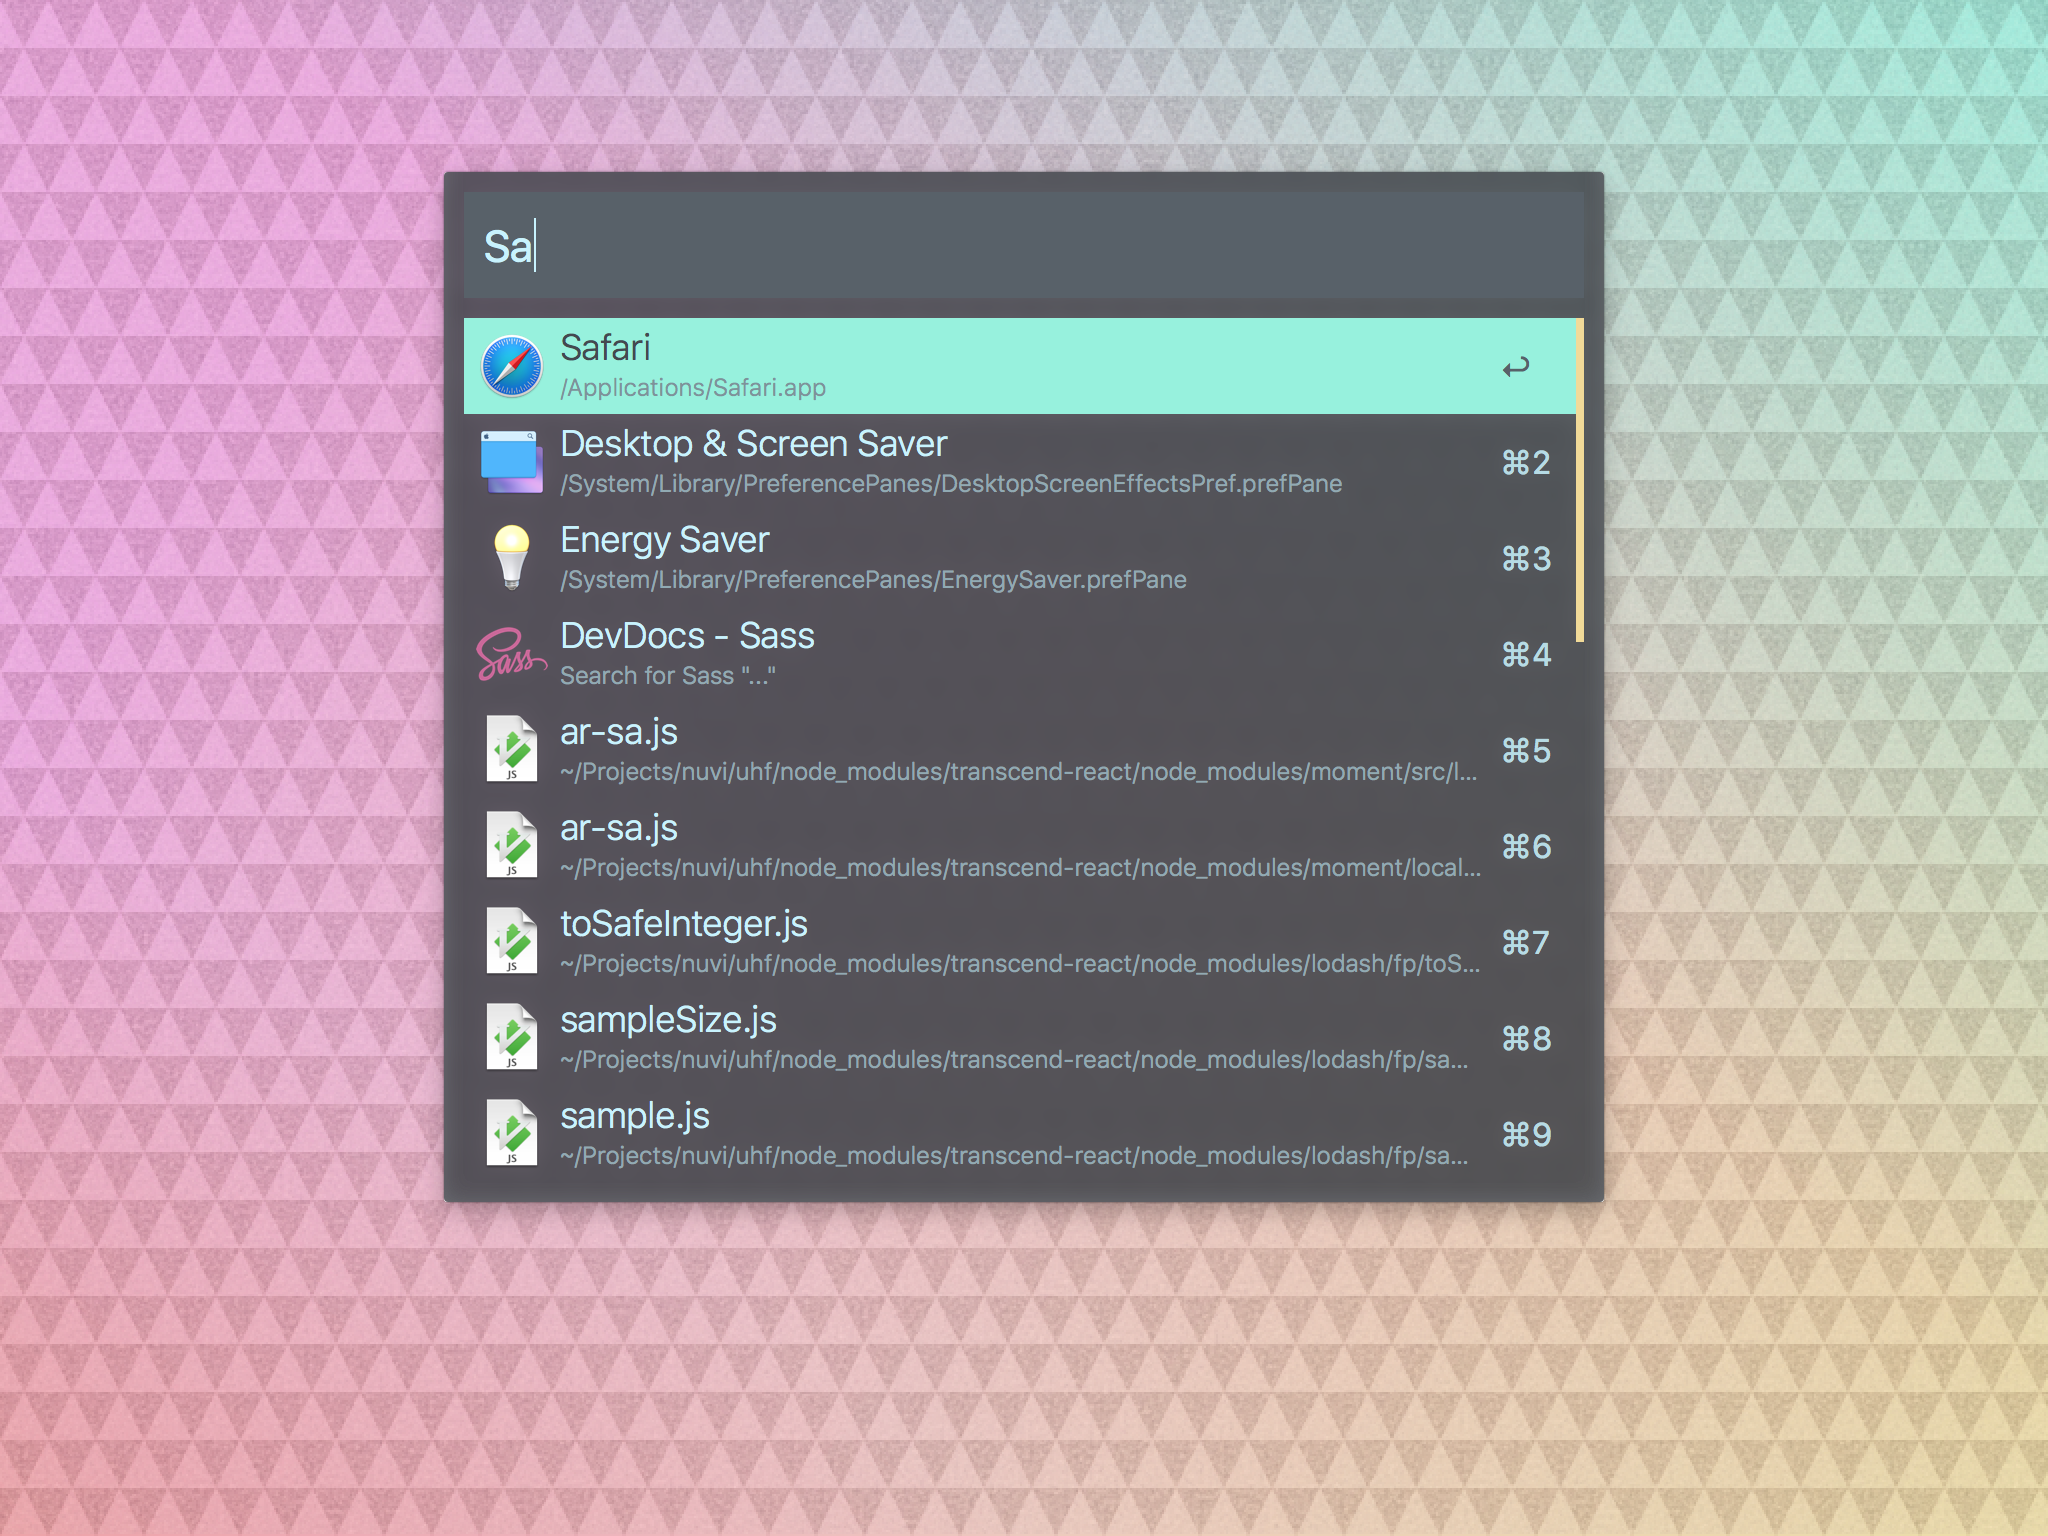 Sa
Safari
/Applications/Safari.app
Desktop & Screen Saver
/System/Library/PreferencePanes/DesktopScreenEffectsPref.prefPane
⌘2
Energy Saver
/System/Library/PreferencePanes/EnergySaver.prefPane
⌘3
Sass
DevDocs - Sass
Search for Sass "..."
⌘4
JS
ar-sa.js
~/Projects/nuvi/uhf/node_modules/transcend-react/node_modules/moment/src/l...
⌘5
JS
ar-sa.js
~/Projects/nuvi/uhf/node_modules/transcend-react/node_modules/moment/local...
⌘6
JS
toSafeInteger.js
~/Projects/nuvi/uhf/node_modules/transcend-react/node_modules/lodash/fp/toS...
⌘7
JS
sampleSize.js
~/Projects/nuvi/uhf/node_modules/transcend-react/node_modules/lodash/fp/sa...
⌘8
JS
sample.js
~/Projects/nuvi/uhf/node_modules/transcend-react/node_modules/lodash/fp/sa...
⌘9